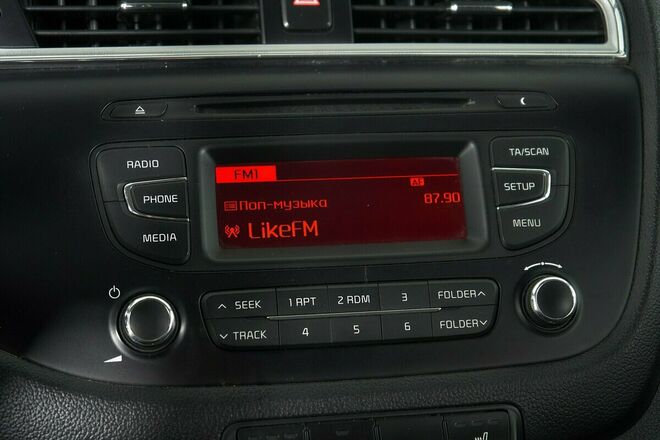 RADIO
PHONE
MEDIA
FM1
AF
Поп-музыка
87.90
LikeFM
TA/SCAN
SETUP
MENU
SEEK 1 RPT 2 RDM 3 FOLDER
TRACK 4 5 6 FOLDER